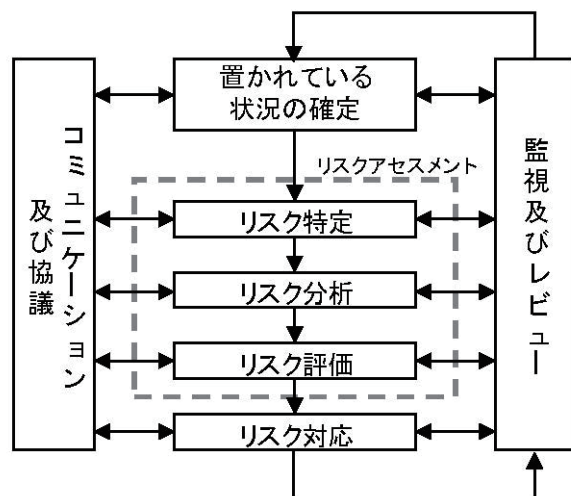 置かれている
状況の確定
リスクアセスメント
リスク特定
リスク分析
リスク評価
リスク対応
コミュニケーション
及び協議
監視及びレビュー